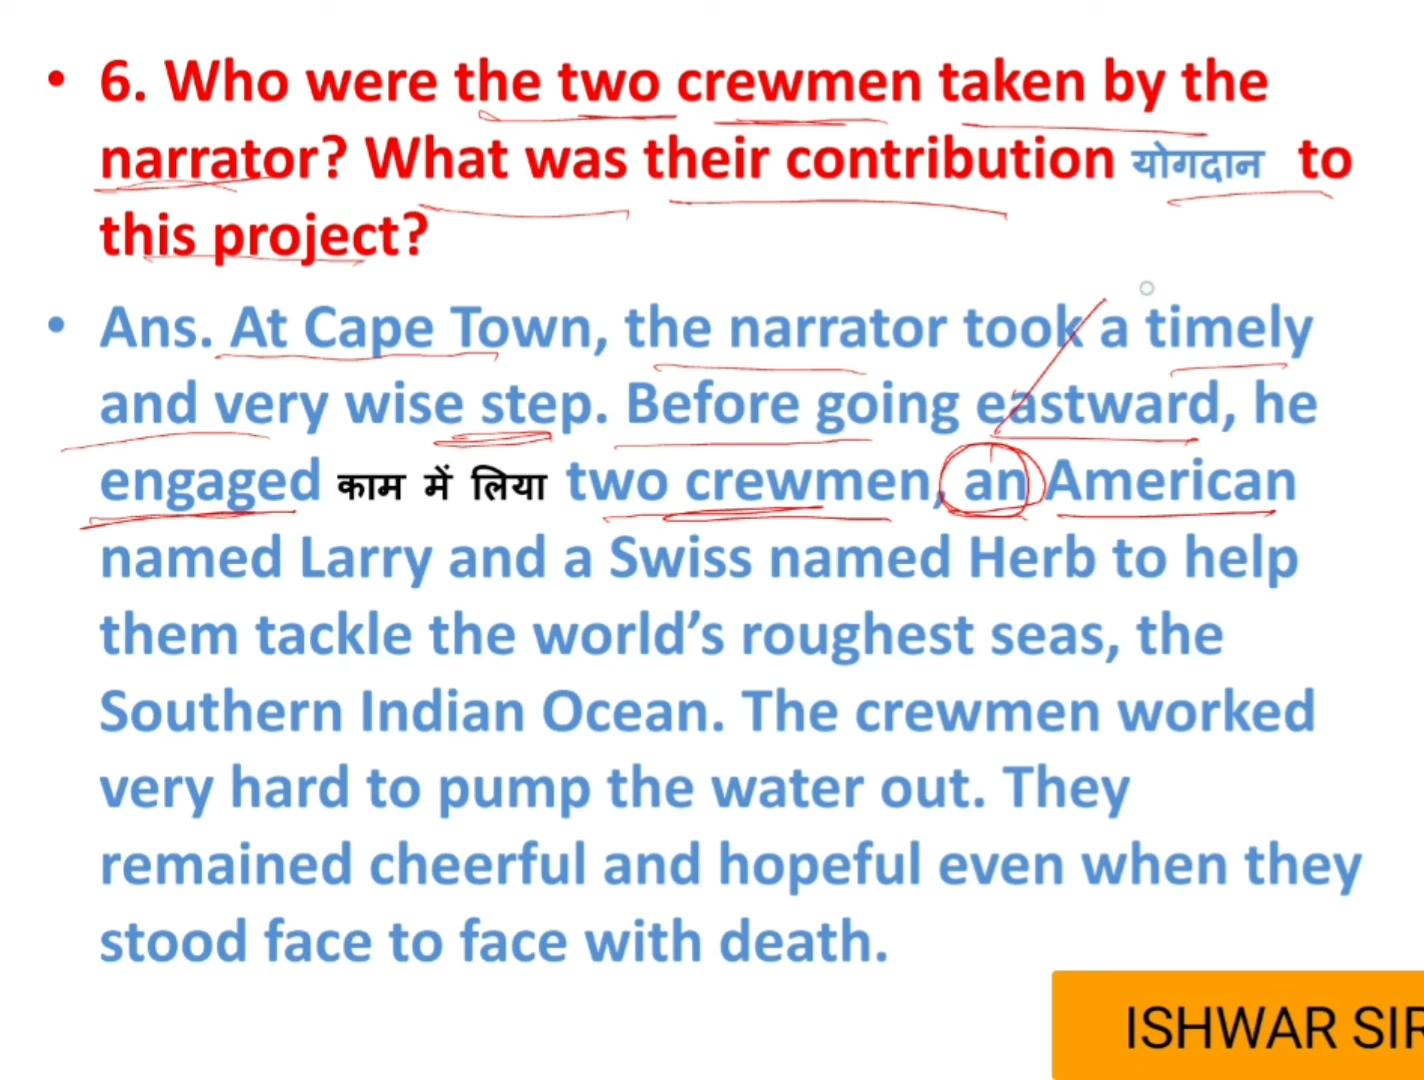 • 6. Who were the two crewmen taken by the
narrator? What was their contribution योगदान to
this project?
• Ans. At Cape Town, the narrator took a timely
and very wise step. Before going eastward, he
engaged काम में लिया two crewmen, an American
named Larry and a Swiss named Herb to help
them tackle the world’s roughest seas, the
Southern Indian Ocean. The crewmen worked
very hard to pump the water out. They
remained cheerful and hopeful even when they
stood face to face with death.
ISHWAR SIR